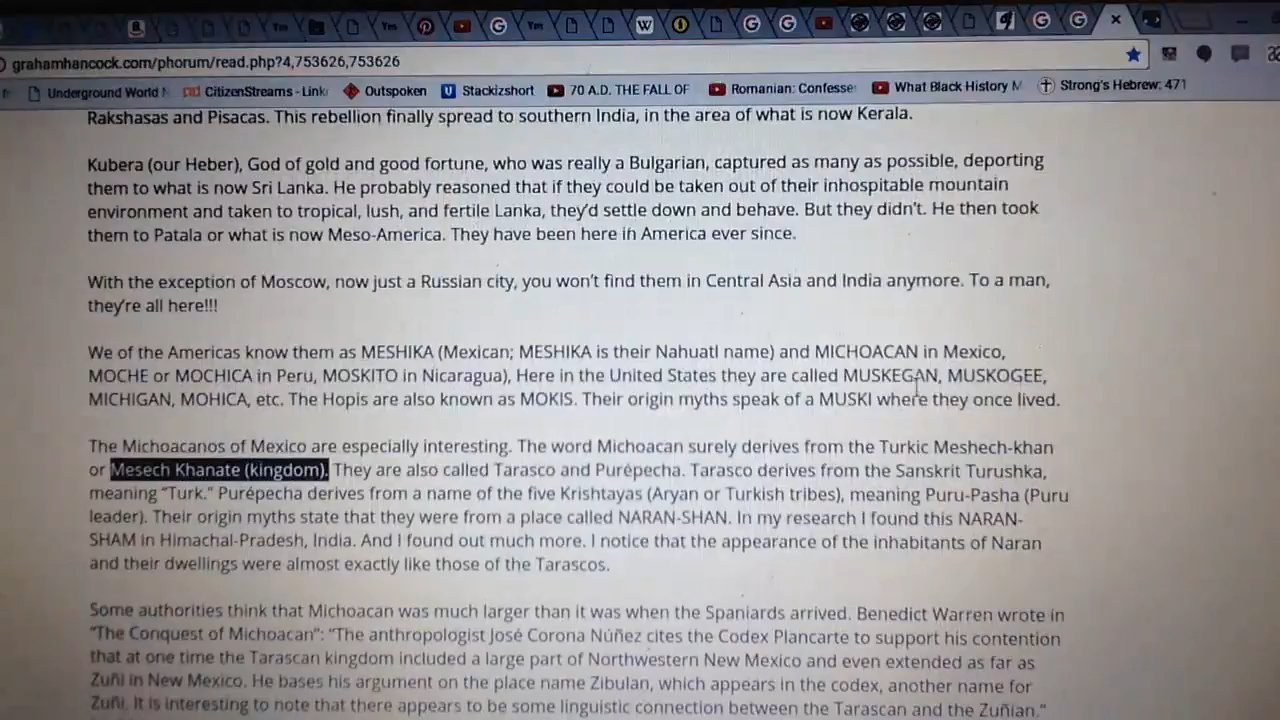 grahamhancock.com/phorum/read.php?4,753626,753626
Underground World CitizenStreams - Link Outspoken Stackizshort 70 A.D. THE FALL OF Romanian: Confesse What Black History M Strong's Hebrew: 471
Rakshasas and Pisacas. This rebellion finally spread to southern India, in the area of what is now Kerala.
Kubera (our Heber), God of gold and good fortune, who was really a Bulgarian, captured as many as possible, deporting
them to what is now Sri Lanka. He probably reasoned that if they could be taken out of their inhospitable mountain
environment and taken to tropical, lush, and fertile Lanka, they'd settle down and behave. But they didn't. He then took
them to Patala or what is now Meso-America. They have been here in America ever since.
With the exception of Moscow, now just a Russian city, you won't find them in Central Asia and India anymore. To a man,
they're all here!!!
We of the Americas know them as MESHIKA (Mexican; MESHIKA is their Nahuatl name) and MICHOACAN in Mexico,
MOCHE or MOCHICA in Peru, MOSKITO in Nicaragua), Here in the United States they are called MUSKEGAN, MUSKOGEE,
MICHIGAN, MOHICA, etc. The Hopis are also known as MOKIS. Their origin myths speak of a MUSKI where they once lived.
The Michoacanos of Mexico are especially interesting. The word Michoacan surely derives from the Turkic Meshech-khan
or Mesech Khanate (kingdom). They are also called Tarasco and Purépecha. Tarasco derives from the Sanskrit Turushka,
meaning "Turk." Purépecha derives from a name of the five Krishtayas (Aryan or Turkish tribes), meaning Puru-Pasha (Puru
leader). Their origin myths state that they were from a place called NARAN-SHAN. In my research I found this NARAN-
SHAM in Himachal-Pradesh, India. And I found out much more. I notice that the appearance of the inhabitants of Naran
and their dwellings were almost exactly like those of the Tarascos.
Some authorities think that Michoacan was much larger than it was when the Spaniards arrived. Benedict Warren wrote in
"The Conquest of Michoacan": "The anthropologist José Corona Núñez cites the Codex Plancarte to support his contention
that at one time the Tarascan kingdom included a large part of Northwestern New Mexico and even extended as far as
Zuñi in New Mexico. He bases his argument on the place name Zibulan, which appears in the codex, another name for
Zuñi. It is interesting to note that there appears to be some linguistic connection between the Tarascan and the Zuñian."